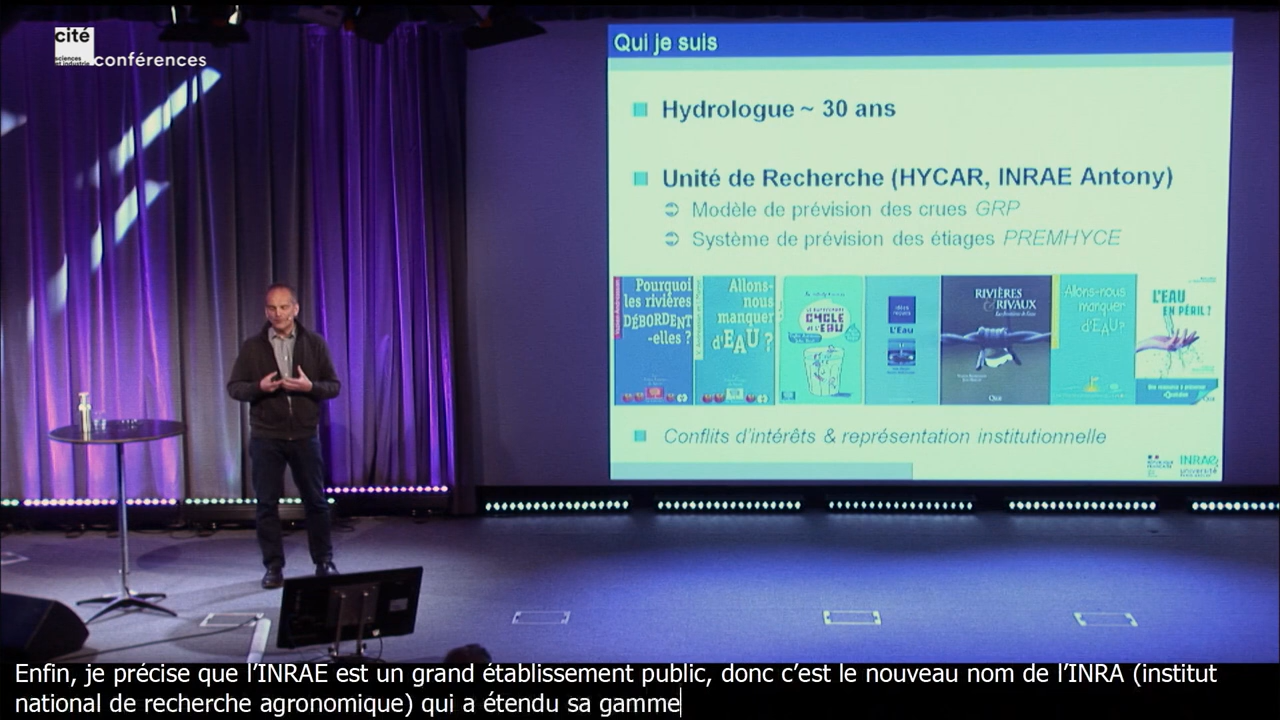 cité
sciences
et industrie
conférences
Qui je suis
Hydrologue ~ 30 ans
Unité de Recherche (HYCAR, INRAE Antony)
Modèle de prévision des crues GRP
Système de prévision des étiages PREMHYCE
Pourquoi
les rivières
DÉBORDENT
-elles ?
Allons-
nous
manquer
d'EAU ?
CYCLE
de L'EAU
L'Eau
RIVIÈRES
& RIVAUX
Allons-nous
manquer
d'EAU?
L'EAU
EN PÉRIL ?
Conflits d'intérêts & représentation institutionnelle
INRAE
université
Enfin, je précise que l’INRAE est un grand établissement public, donc c’est le nouveau nom de l’INRA (institut
national de recherche agronomique) qui a étendu sa gamme